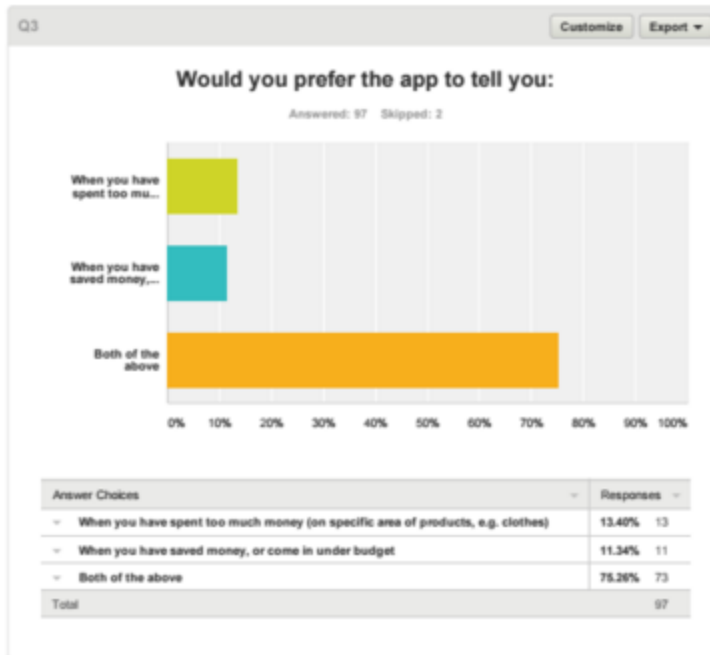 Q3
Customize
Export
Would you prefer the app to tell you:
Answered: 97 Skipped: 2
When you have
spent too mu...
When you have
saved money,...
Both of the
above
0% 10% 20% 30% 40% 50% 60% 70% 80% 90% 100%
Answer Choices Responses
When you have spent too much money (on specific area of products, e.g. clothes) 13.40% 13
When you have saved money, or come in under budget 11.34% 11
Both of the above 75.26% 73
Total 97